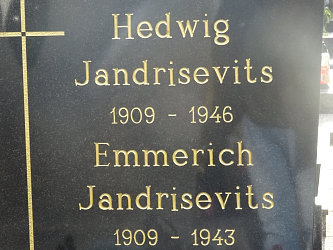 Hedwig
Jandrisevits
1909 - 1946
Emmerich
Jandrisevits
1909 - 1943